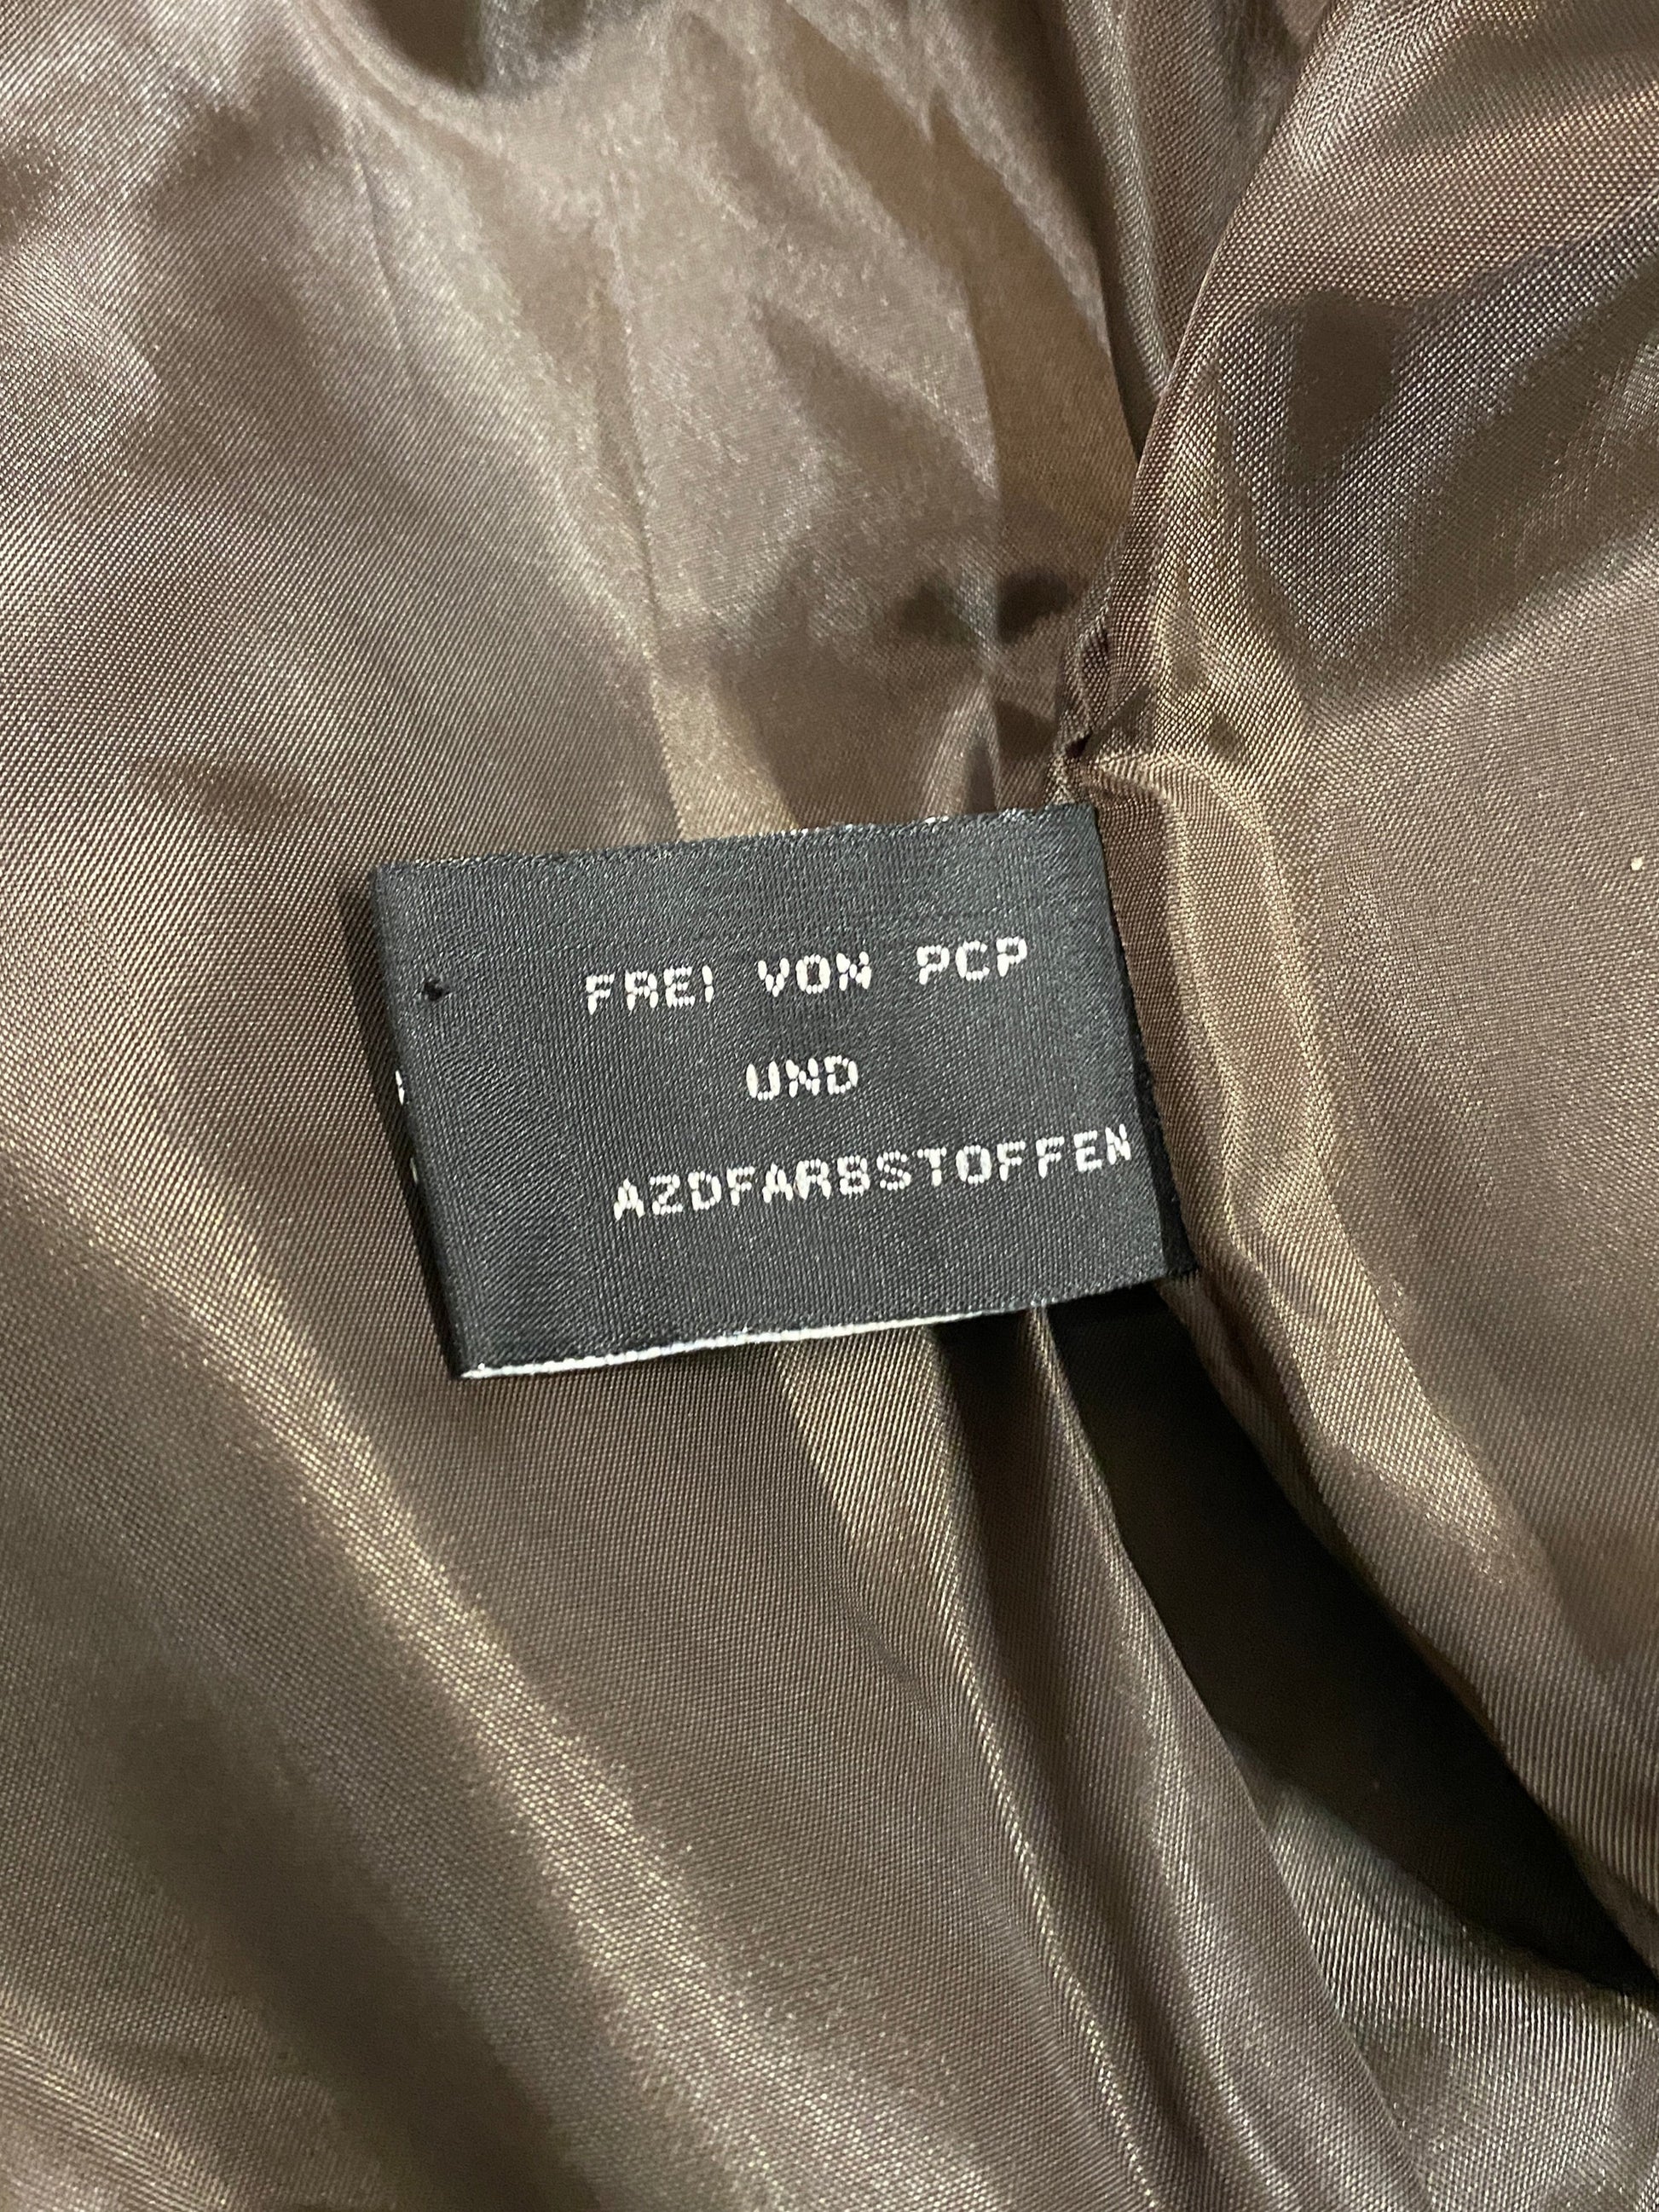 FREI VON PCP
UND
AZDFARBSTOFFEN